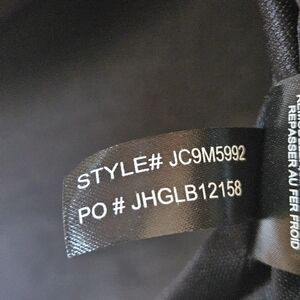 STYLE# JC9M5992
PO # JHGLB12158
REPASSER AU FER FROID